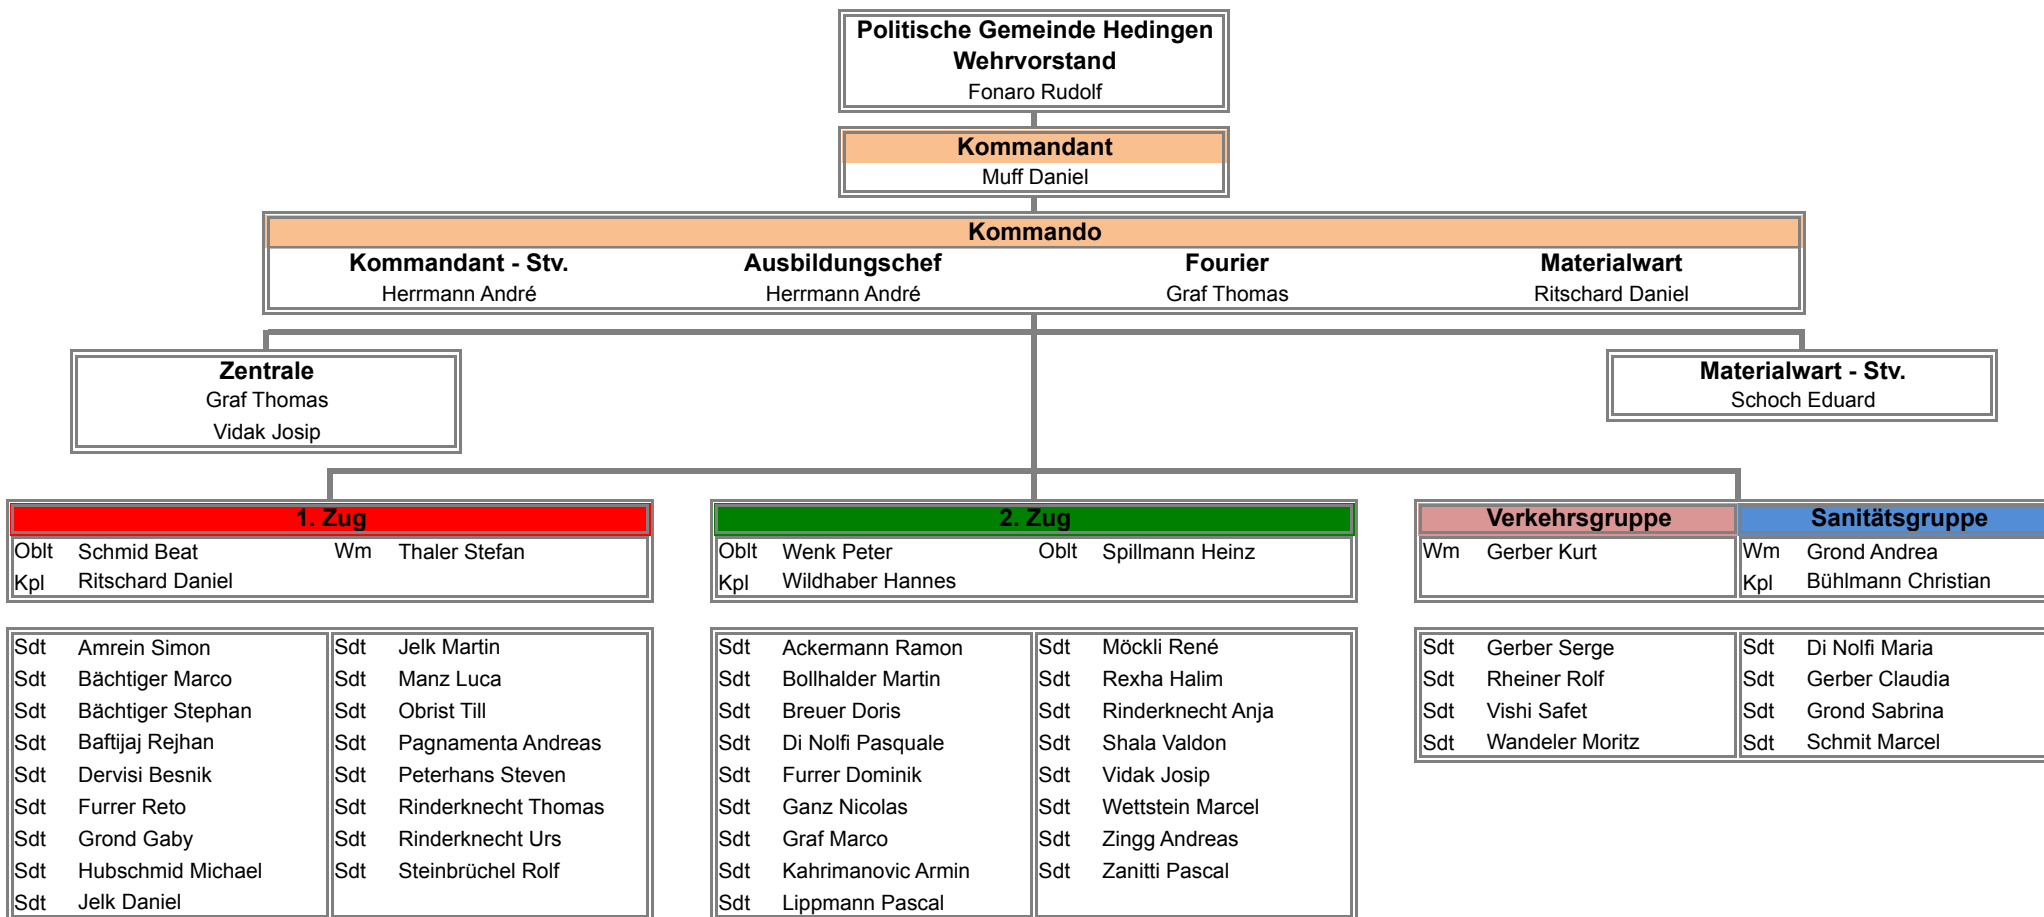 Politische Gemeinde Hedingen
Wehrvorstand
Fonaro Rudolf
Kommandant
Muff Daniel
Kommando
Kommandant - Stv. Ausbildungschef Fourier Materialwart
Herrmann André Herrmann André Graf Thomas Ritschard Daniel
Zentrale
Graf Thomas
Vidak Josip
Materialwart - Stv.
Schoch Eduard
1. Zug
Oblt Schmid Beat Wm Thaler Stefan
Kpl Ritschard Daniel
Sdt Amrein Simon Sdt Jelk Martin
Sdt Bächtiger Marco Sdt Manz Luca
Sdt Bächtiger Stephan Sdt Obrist Till
Sdt Baftijaj Rejhan Sdt Pagnamenta Andreas
Sdt Dervisi Besnik Sdt Peterhans Steven
Sdt Furrer Reto Sdt Rinderknecht Thomas
Sdt Grond Gaby Sdt Rinderknecht Urs
Sdt Hubschmid Michael Sdt Steinbrüchel Rolf
Sdt Jelk Daniel
2. Zug
Oblt Wenk Peter Oblt Spillmann Heinz
Kpl Wildhaber Hannes
Sdt Ackermann Ramon Sdt Möckli René
Sdt Bollhalder Martin Sdt Rexha Halim
Sdt Breuer Doris Sdt Rinderknecht Anja
Sdt Di Nolfi Pasquale Sdt Shala Valdon
Sdt Furrer Dominik Sdt Vidak Josip
Sdt Ganz Nicolas Sdt Wettstein Marcel
Sdt Graf Marco Sdt Zingg Andreas
Sdt Kahrimanovic Armin Sdt Zanitti Pascal
Sdt Lippmann Pascal
Verkehrsgruppe Sanitätsgruppe
Wm Gerber Kurt Wm Grond Andrea
Kpl Bühlmann Christian
Sdt Gerber Serge Sdt Di Nolfi Maria
Sdt Rheiner Rolf Sdt Gerber Claudia
Sdt Vishi Safet Sdt Grond Sabrina
Sdt Wandeler Moritz Sdt Schmit Marcel